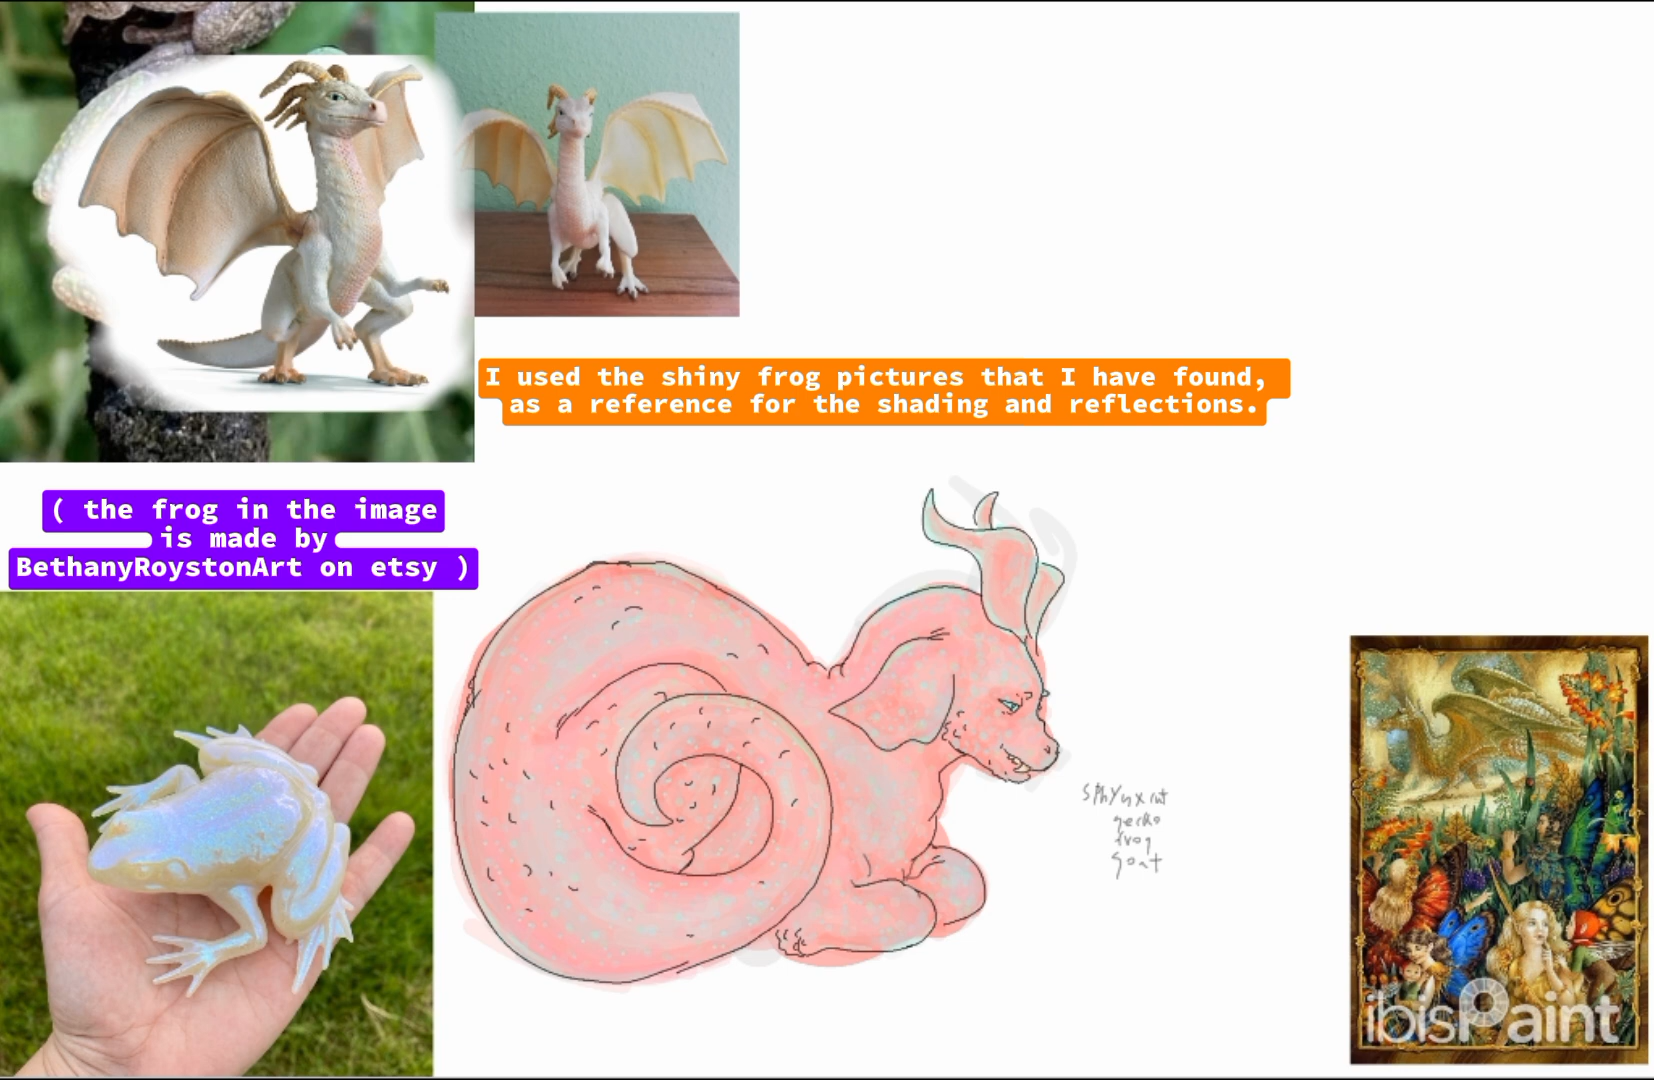 I used the shiny frog pictures that I have found,
as a reference for the shading and reflections.
( the frog in the image
is made by
BethanyRoystonArt on etsy )
gecko
frog
goat
ibisPaint